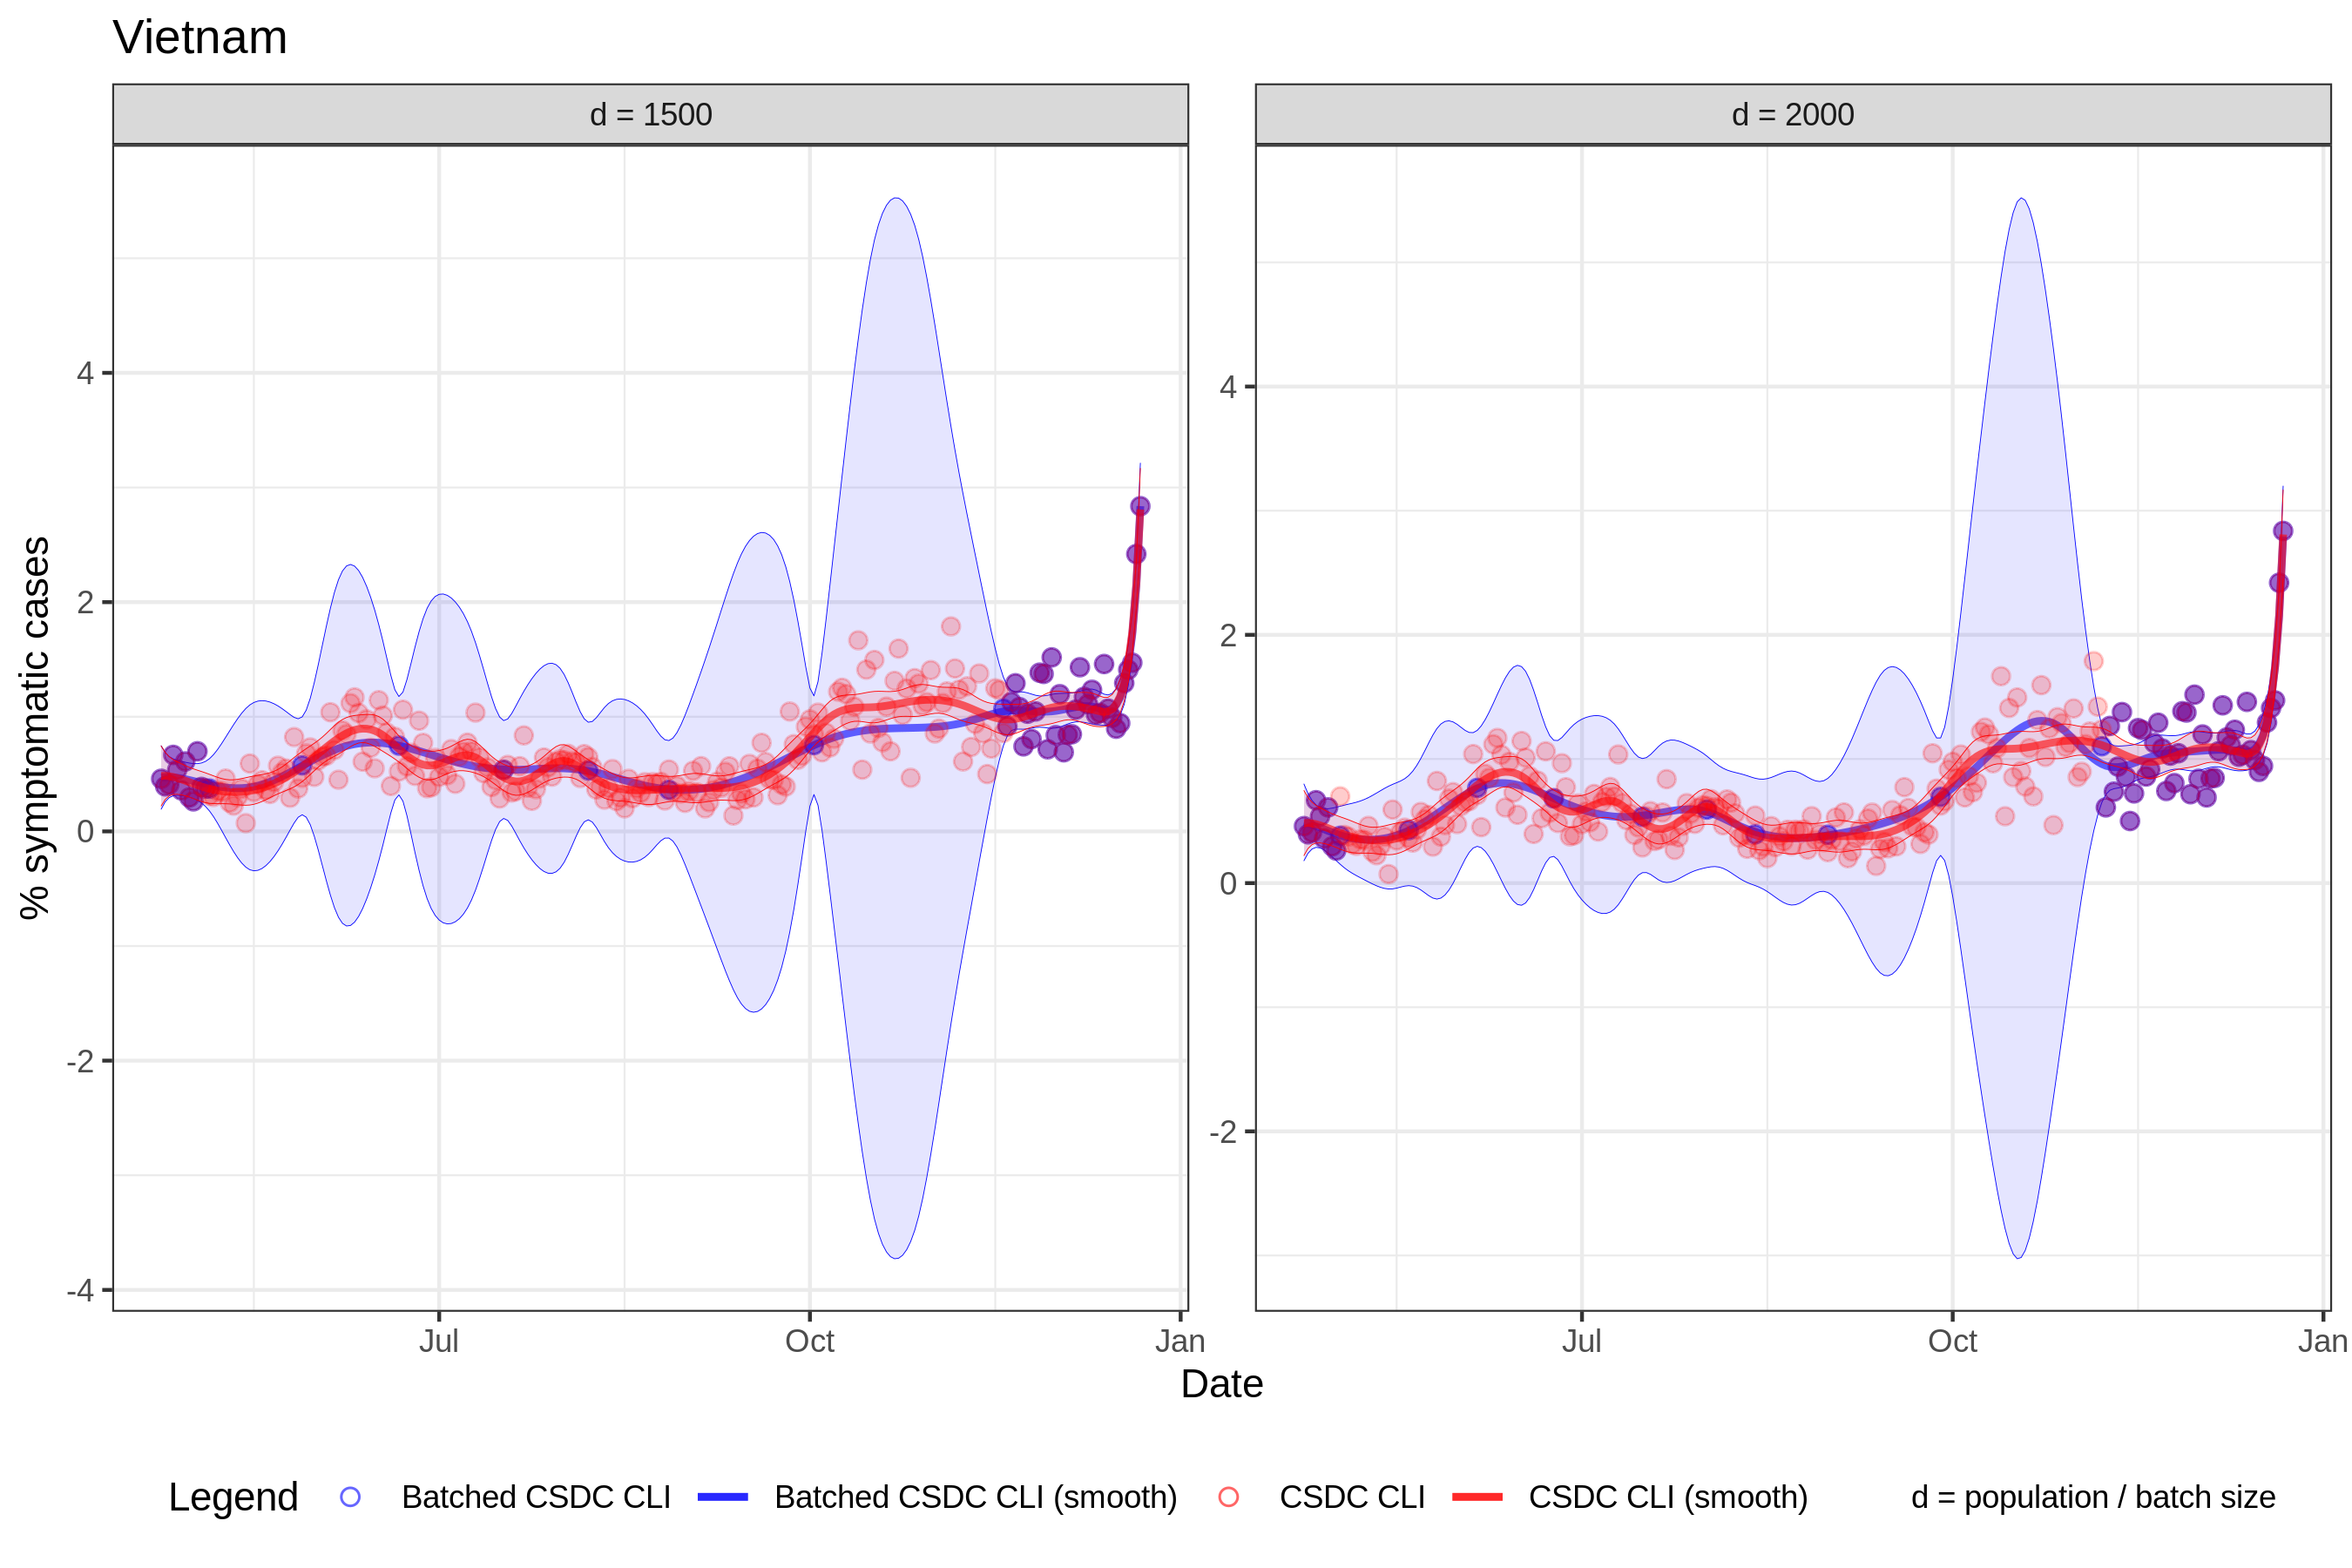 Vietnam
d = 1500
d = 2000
% symptomatic cases
4
2
0
-2
-4
4
2
0
-2
Jul
Oct
Jan
Jul
Oct
Jan
Date
Legend
Batched CSDC CLI
Batched CSDC CLI (smooth)
CSDC CLI
CSDC CLI (smooth)
d = population / batch size